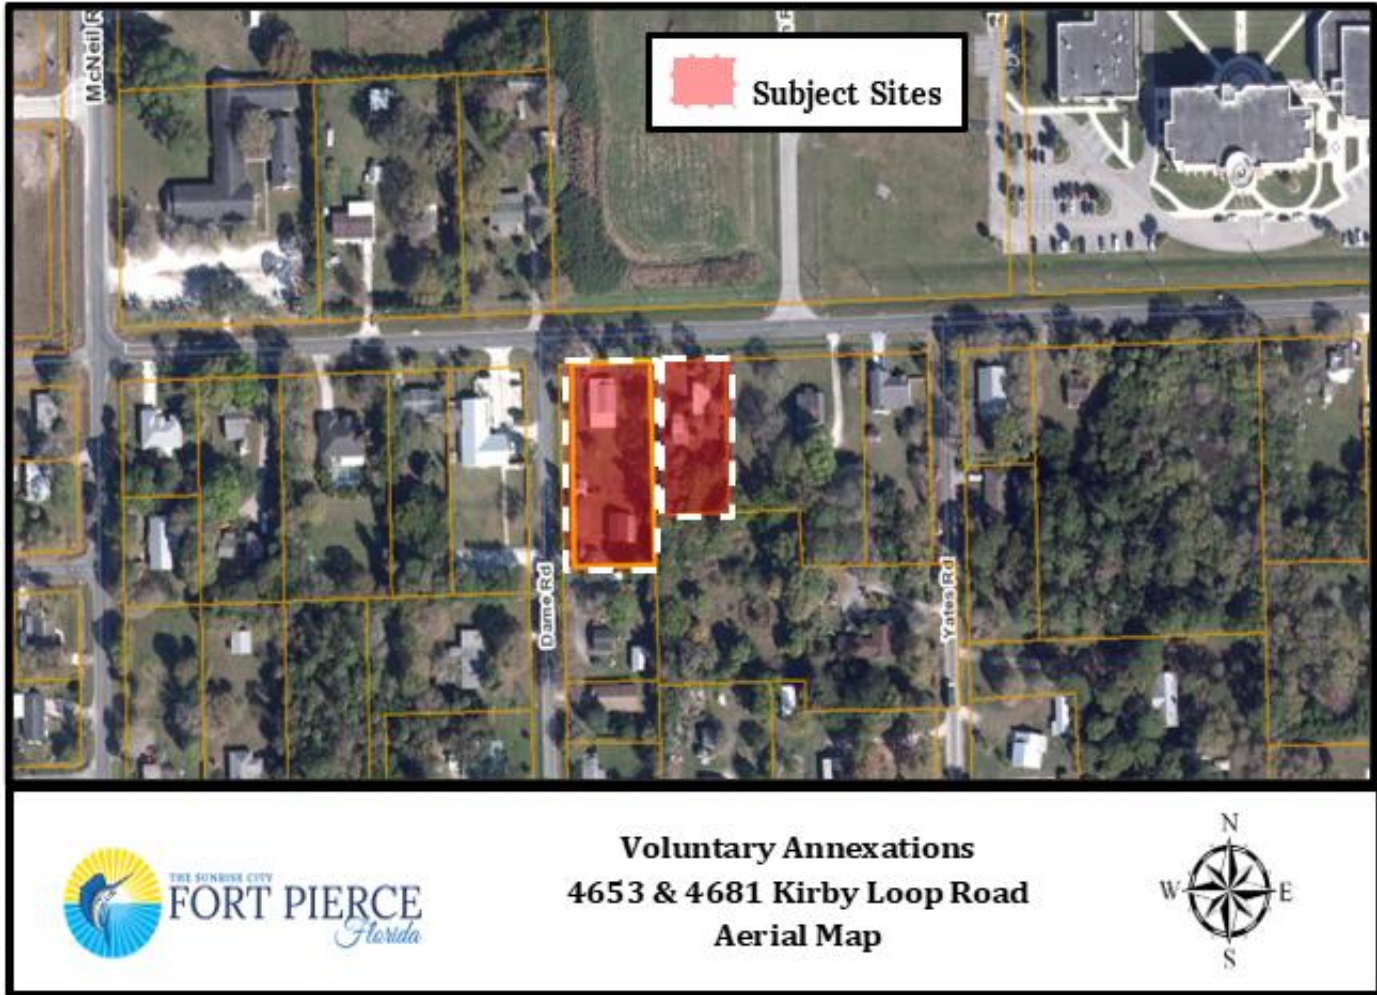 McNeil R
n R
Subject Sites
Dame Rd
Yates Rd
THE SUNRISE CITY
FORT PIERCE
Florida
Voluntary Annexations
4653 & 4681 Kirby Loop Road
Aerial Map
N
W
E
S